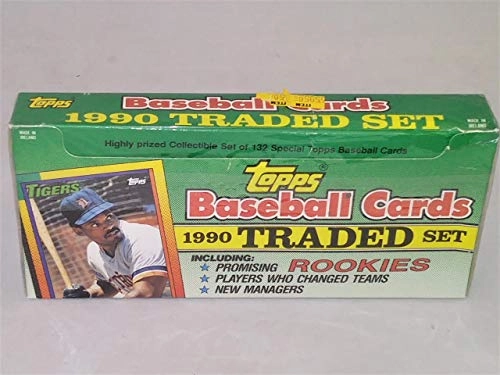 Topps
Baseball Cards
1990 TRADED SET
MADE IN
IRELAND
MADE IN
IRELAND
Highly prized Collectible Set of 132 Special Topps Baseball Cards
TIGERS
Topps
Topps
Baseball Cards
1990 TRADED SET
INCLUDING:
★ PROMISING ROOKIES
★ PLAYERS WHO CHANGED TEAMS
★ NEW MANAGERS